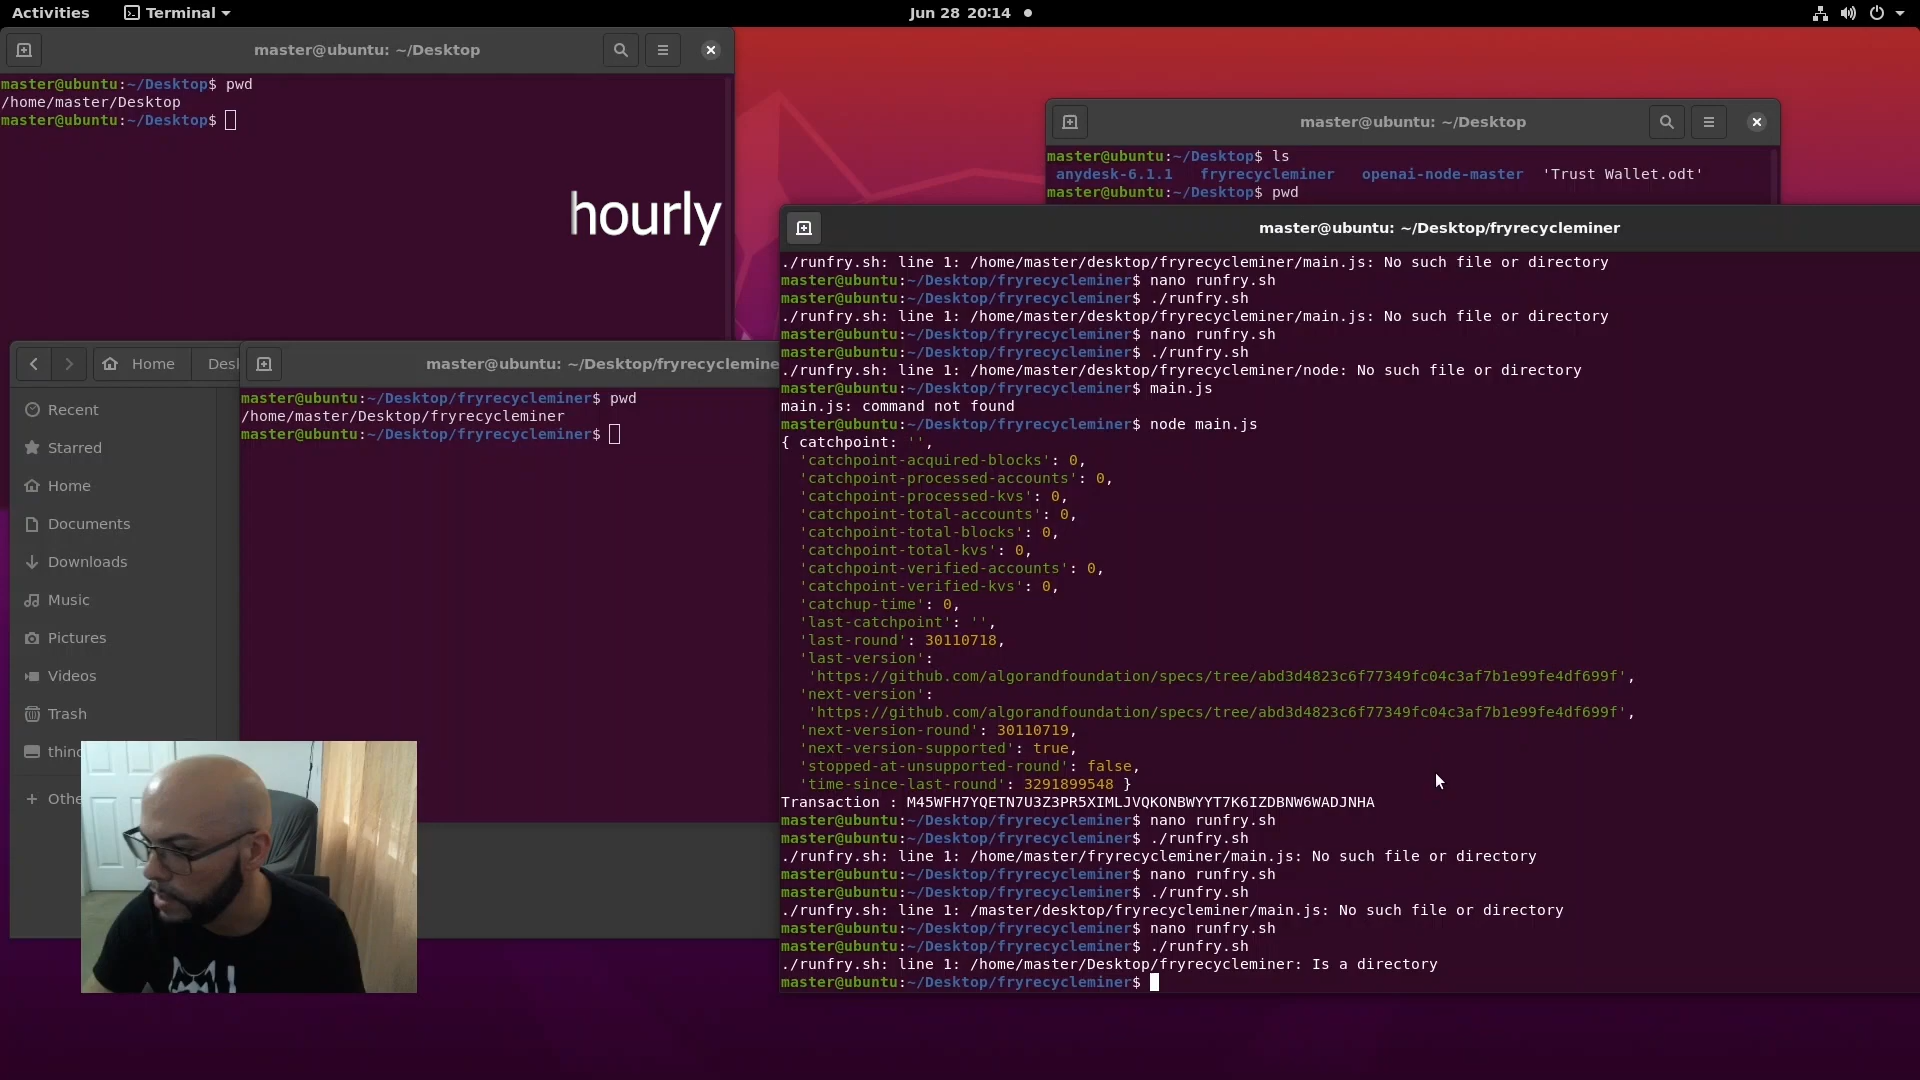 Activities
Terminal
Jun 28 20:14
master@ubuntu: ~/Desktop
master@ubuntu:~/Desktop$ pwd
/home/master/Desktop
master@ubuntu:~/Desktop$
hourly
master@ubuntu: ~/Desktop
master@ubuntu:~/Desktop$ ls
anydesk-6.1.1 fryrecycleminer openai-node-master 'Trust Wallet.odt'
master@ubuntu:~/Desktop$ pwd
Home
Desk
Recent
Starred
Home
Documents
Downloads
Music
Pictures
Videos
Trash
thinc
Othe
master@ubuntu: ~/Desktop/fryrecyclemine
master@ubuntu:~/Desktop/fryrecycleminer$ pwd
/home/master/Desktop/fryrecycleminer
master@ubuntu:~/Desktop/fryrecycleminer$
master@ubuntu: ~/Desktop/fryrecycleminer
./runfry.sh: line 1: /home/master/desktop/fryrecycleminer/main.js: No such file or directory
master@ubuntu:~/Desktop/fryrecycleminer$ nano runfry.sh
master@ubuntu:~/Desktop/fryrecycleminer$ ./runfry.sh
./runfry.sh: line 1: /home/master/desktop/fryrecycleminer/main.js: No such file or directory
master@ubuntu:~/Desktop/fryrecycleminer$ nano runfry.sh
master@ubuntu:~/Desktop/fryrecycleminer$ ./runfry.sh
./runfry.sh: line 1: /home/master/desktop/fryrecycleminer/node: No such file or directory
master@ubuntu:~/Desktop/fryrecycleminer$ main.js
main.js: command not found
master@ubuntu:~/Desktop/fryrecycleminer$ node main.js
{ catchpoint: '',
'catchpoint-acquired-blocks': 0,
'catchpoint-processed-accounts': 0,
'catchpoint-processed-kvs': 0,
'catchpoint-total-accounts': 0,
'catchpoint-total-blocks': 0,
'catchpoint-total-kvs': 0,
'catchpoint-verified-accounts': 0,
'catchpoint-verified-kvs': 0,
'catchup-time': 0,
'last-catchpoint': '',
'last-round': 30110718,
'last-version':
'https://github.com/algorandfoundation/specs/tree/abd3d4823c6f77349fc04c3af7b1e99fe4df699f',
'next-version':
'https://github.com/algorandfoundation/specs/tree/abd3d4823c6f77349fc04c3af7b1e99fe4df699f',
'next-version-round': 30110719,
'next-version-supported': true,
'stopped-at-unsupported-round': false,
'time-since-last-round': 3291899548 }
Transaction : M45WFH7YQETN7U3Z3PR5XIMLJVQKONBWYYT7K6IZDBNW6WADJNHA
master@ubuntu:~/Desktop/fryrecycleminer$ nano runfry.sh
master@ubuntu:~/Desktop/fryrecycleminer$ ./runfry.sh
./runfry.sh: line 1: /home/master/fryrecycleminer/main.js: No such file or directory
master@ubuntu:~/Desktop/fryrecycleminer$ nano runfry.sh
master@ubuntu:~/Desktop/fryrecycleminer$ ./runfry.sh
./runfry.sh: line 1: /master/desktop/fryrecycleminer/main.js: No such file or directory
master@ubuntu:~/Desktop/fryrecycleminer$ nano runfry.sh
master@ubuntu:~/Desktop/fryrecycleminer$ ./runfry.sh
./runfry.sh: line 1: /home/master/Desktop/fryrecycleminer: Is a directory
master@ubuntu:~/Desktop/fryrecycleminer$